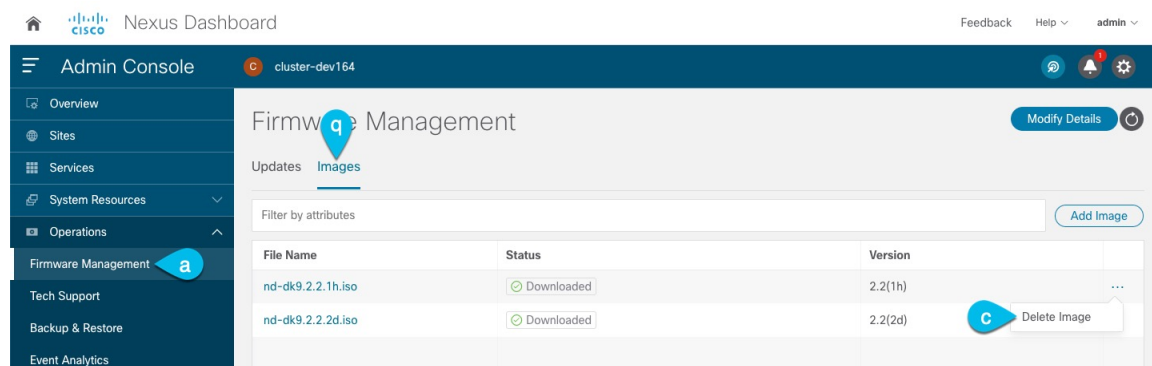 CISCO Nexus Dashboard Feedback Help admin
Admin Console C cluster-dev164 1
Overview
Sites
Services
System Resources
Operations
Firmware Management a
Tech Support
Backup & Restore
Event Analytics
Firmw e Management Modify Details
q
Updates Images
Filter by attributes Add Image
File Name Status Version
nd-dk9.2.2.1h.iso Downloaded 2.2(1h) ...
nd-dk9.2.2.2d.iso Downloaded 2.2(2d)
c Delete Image